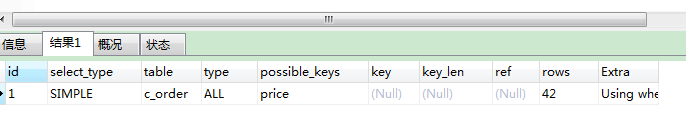 信息 结果1 概况 状态
id select_type table type possible_keys key key_len ref rows Extra
1 SIMPLE c_order ALL price (Null) (Null) (Null) 42 Using whe